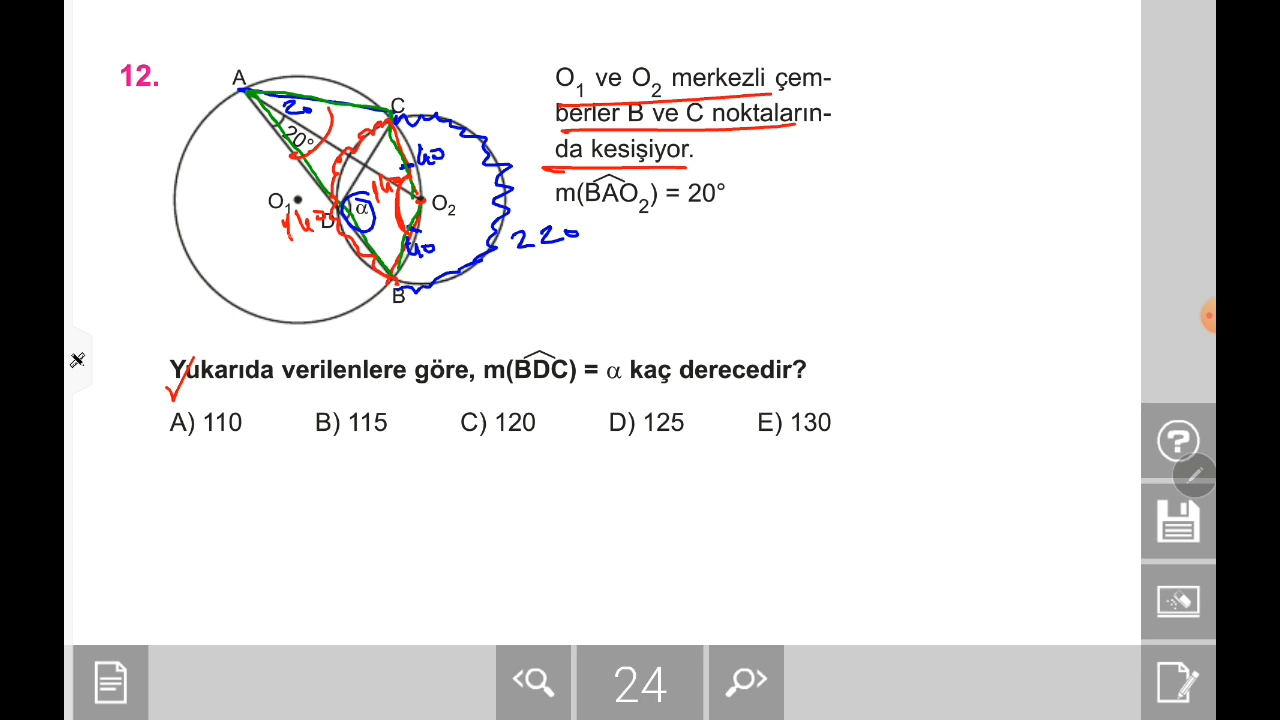 12.
A
C
20
20°
40
140
O₁
O₂
D
α
140
40
220
B
O₁ ve O₂ merkezli çem-
berler B ve C noktaların-
da kesişiyor.
m(BAO₂) = 20°
Yukarıda verilenlere göre, m(BDC) = α kaç derecedir?
A) 110 B) 115 C) 120 D) 125 E) 130
24